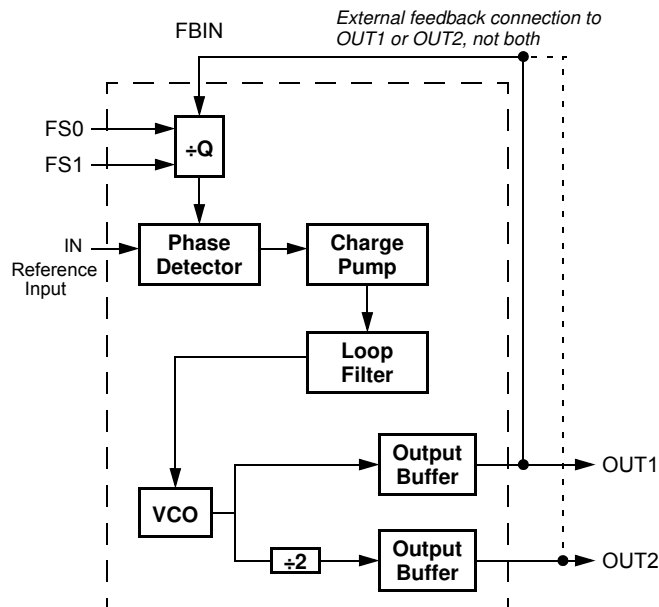 External feedback connection to
OUT1 or OUT2, not both
FBIN
FS0
FS1
÷Q
IN
Reference
Input
Phase
Detector
Charge
Pump
Loop
Filter
Output
Buffer
OUT1
VCO
÷2
Output
Buffer
OUT2